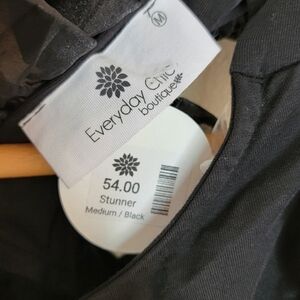 M
Everyday Chic
boutique
54.00
Stunner
Medium / Black